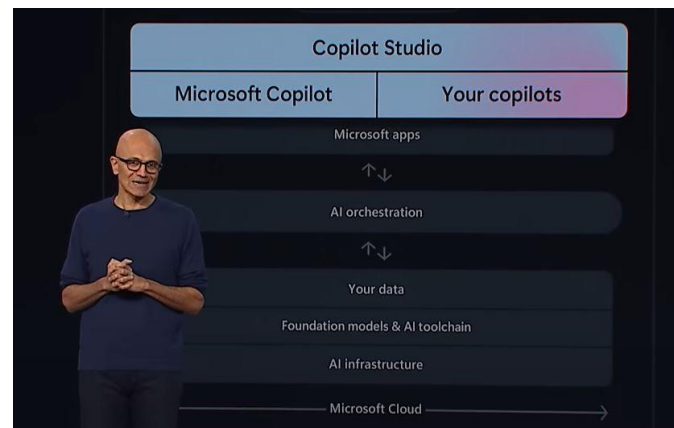 Copilot Studio
Microsoft Copilot
Your copilots
Microsoft apps
AI orchestration
Your data
Foundation models & AI toolchain
AI infrastructure
Microsoft Cloud